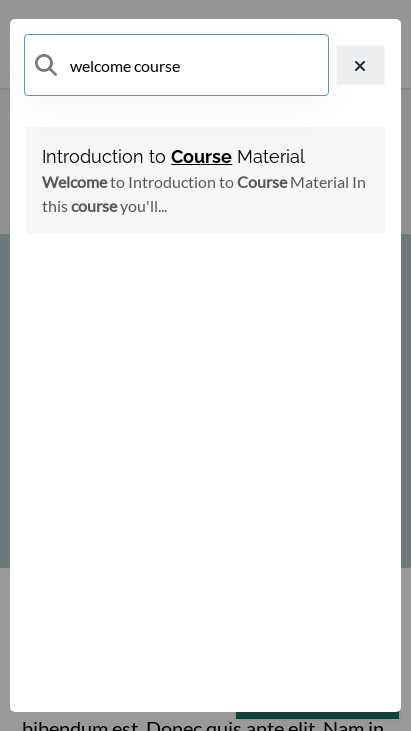 welcome course
Introduction to Course Material
Welcome to Introduction to Course Material In
this course you'll...
bibendum est. Donec quis ante elit. Nam in